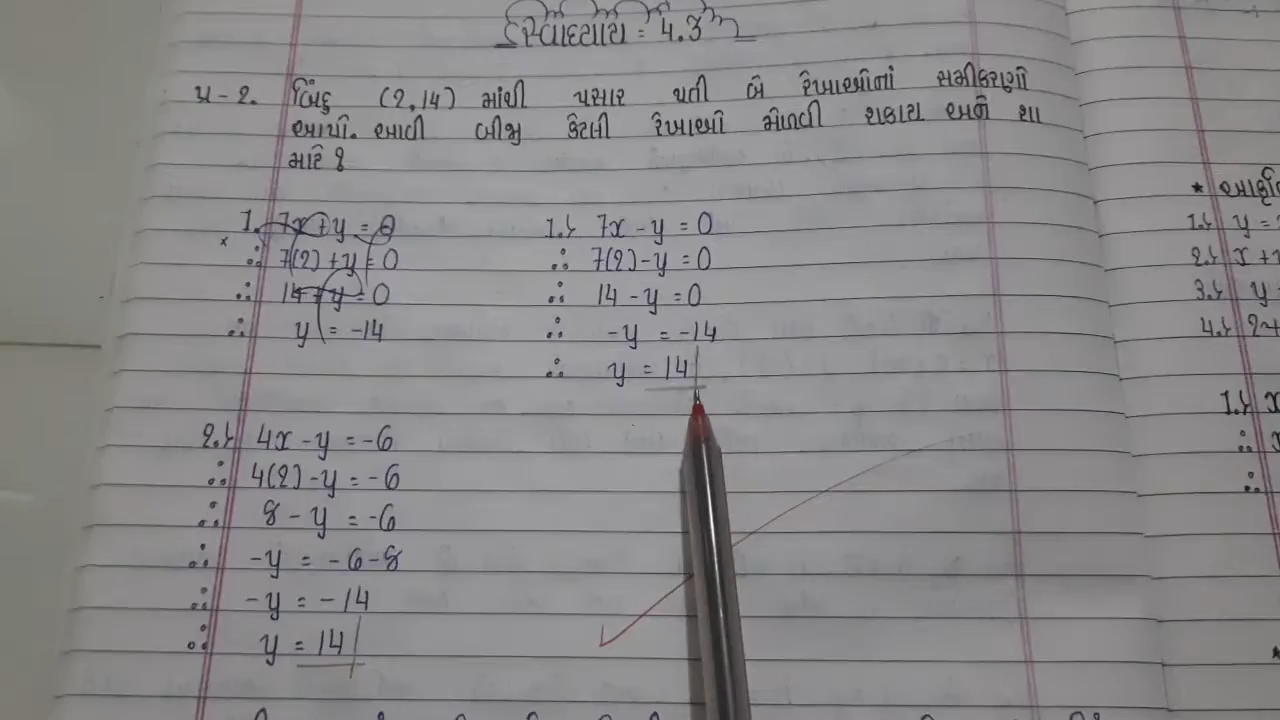 સ્વાધ્યાય = 4.3
પ્ર-2. બિંદુ (2,14) માંથી પસાર થતી બે રેખાઓનાં સમીકરણો
આપો. આવી બીજી કેટલી રેખાઓ મેળવી શકાય અને શા
માટે ?
1. 7x + y = 0
∴ 7(2) + y = 0
∴ 14 + y = 0
∴ y = -14
1.} 7x - y = 0
∴ 7(2) - y = 0
∴ 14 - y = 0
∴ -y = -14
∴ y = 14
2.} 4x - y = -6
∴ 4(2) - y = -6
∴ 8 - y = -6
∴ -y = -6-8
∴ -y = -14
∴ y = 14
1.} y =
2.}
3.} y =
4.}
1.} x
∴ x
∴